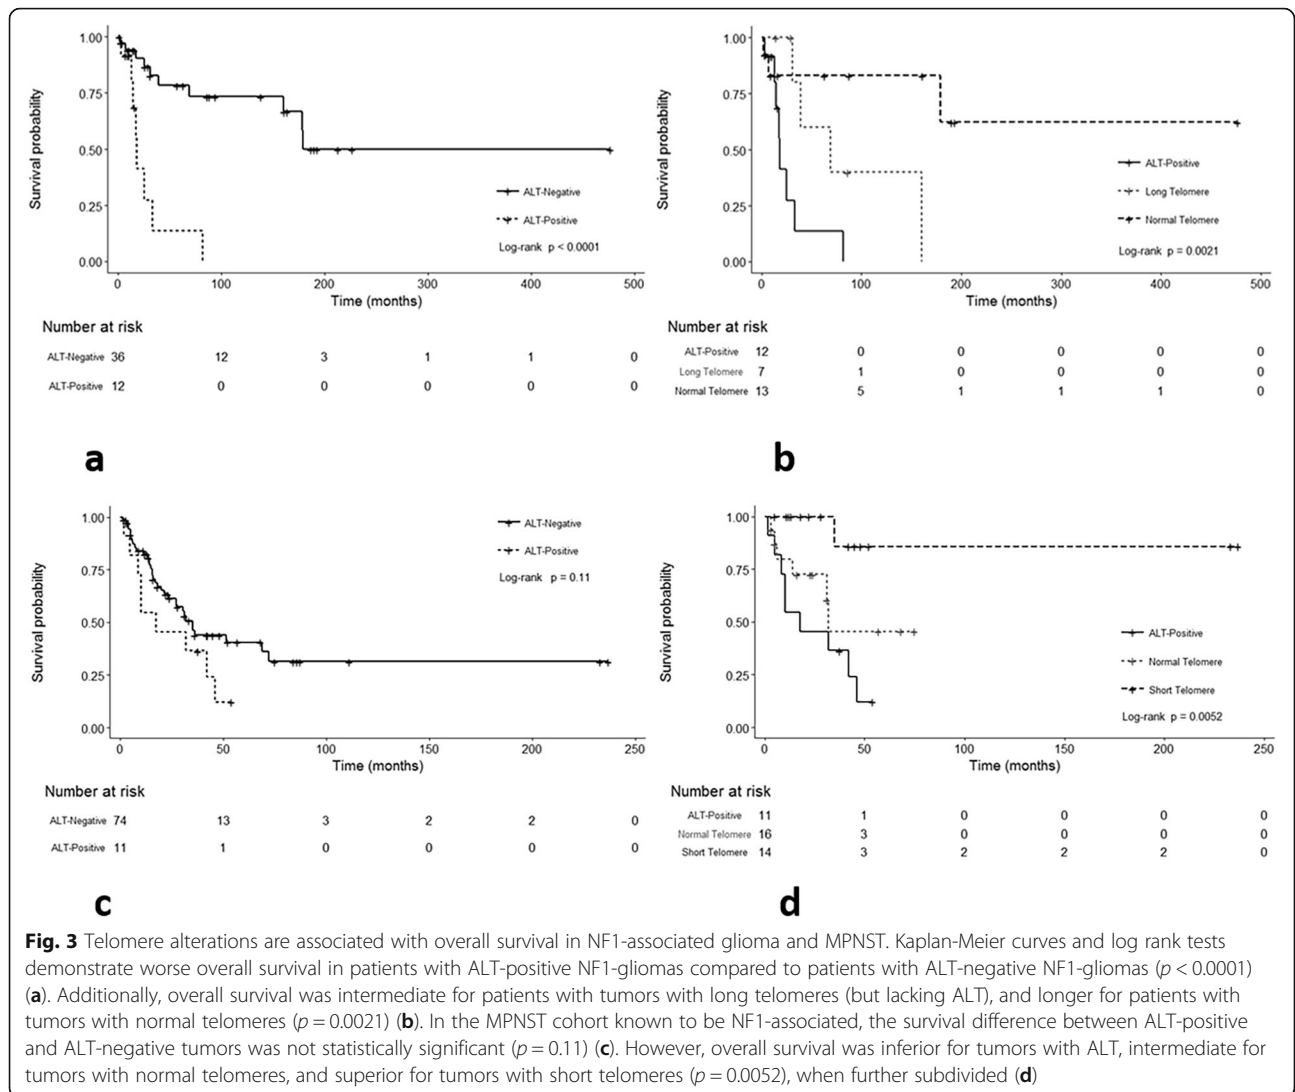 1.00
0.75
0.50
0.25
0.00
Survival probability
ALT-Negative
ALT-Positive
Log-rank p < 0.0001
0 100 200 300 400 500
Time (months)
Number at risk
ALT-Negative 36 12 3 1 1 0
ALT-Positive 12 0 0 0 0 0
a
1.00
0.75
0.50
0.25
0.00
Survival probability
ALT-Positive
Long Telomere
Normal Telomere
Log-rank p = 0.0021
0 100 200 300 400 500
Time (months)
Number at risk
ALT-Positive 12 0 0 0 0 0
Long Telomere 7 1 0 0 0 0
Normal Telomere 13 5 1 1 1 0
b
1.00
0.75
0.50
0.25
0.00
Survival probability
ALT-Negative
ALT-Positive
Log-rank p = 0.11
0 50 100 150 200 250
Time (months)
Number at risk
ALT-Negative 74 13 3 2 2 0
ALT-Positive 11 1 0 0 0 0
c
1.00
0.75
0.50
0.25
0.00
Survival probability
ALT-Positive
Normal Telomere
Short Telomere
Log-rank p = 0.0052
0 50 100 150 200 250
Time (months)
Number at risk
ALT-Positive 11 1 0 0 0 0
Normal Telomere 16 3 0 0 0 0
Short Telomere 14 3 2 2 2 0
d
Fig. 3 Telomere alterations are associated with overall survival in NF1-associated glioma and MPNST. Kaplan-Meier curves and log rank tests
demonstrate worse overall survival in patients with ALT-positive NF1-gliomas compared to patients with ALT-negative NF1-gliomas (p < 0.0001)
(a). Additionally, overall survival was intermediate for patients with tumors with long telomeres (but lacking ALT), and longer for patients with
tumors with normal telomeres (p = 0.0021) (b). In the MPNST cohort known to be NF1-associated, the survival difference between ALT-positive
and ALT-negative tumors was not statistically significant (p = 0.11) (c). However, overall survival was inferior for tumors with ALT, intermediate for
tumors with normal telomeres, and superior for tumors with short telomeres (p = 0.0052), when further subdivided (d)